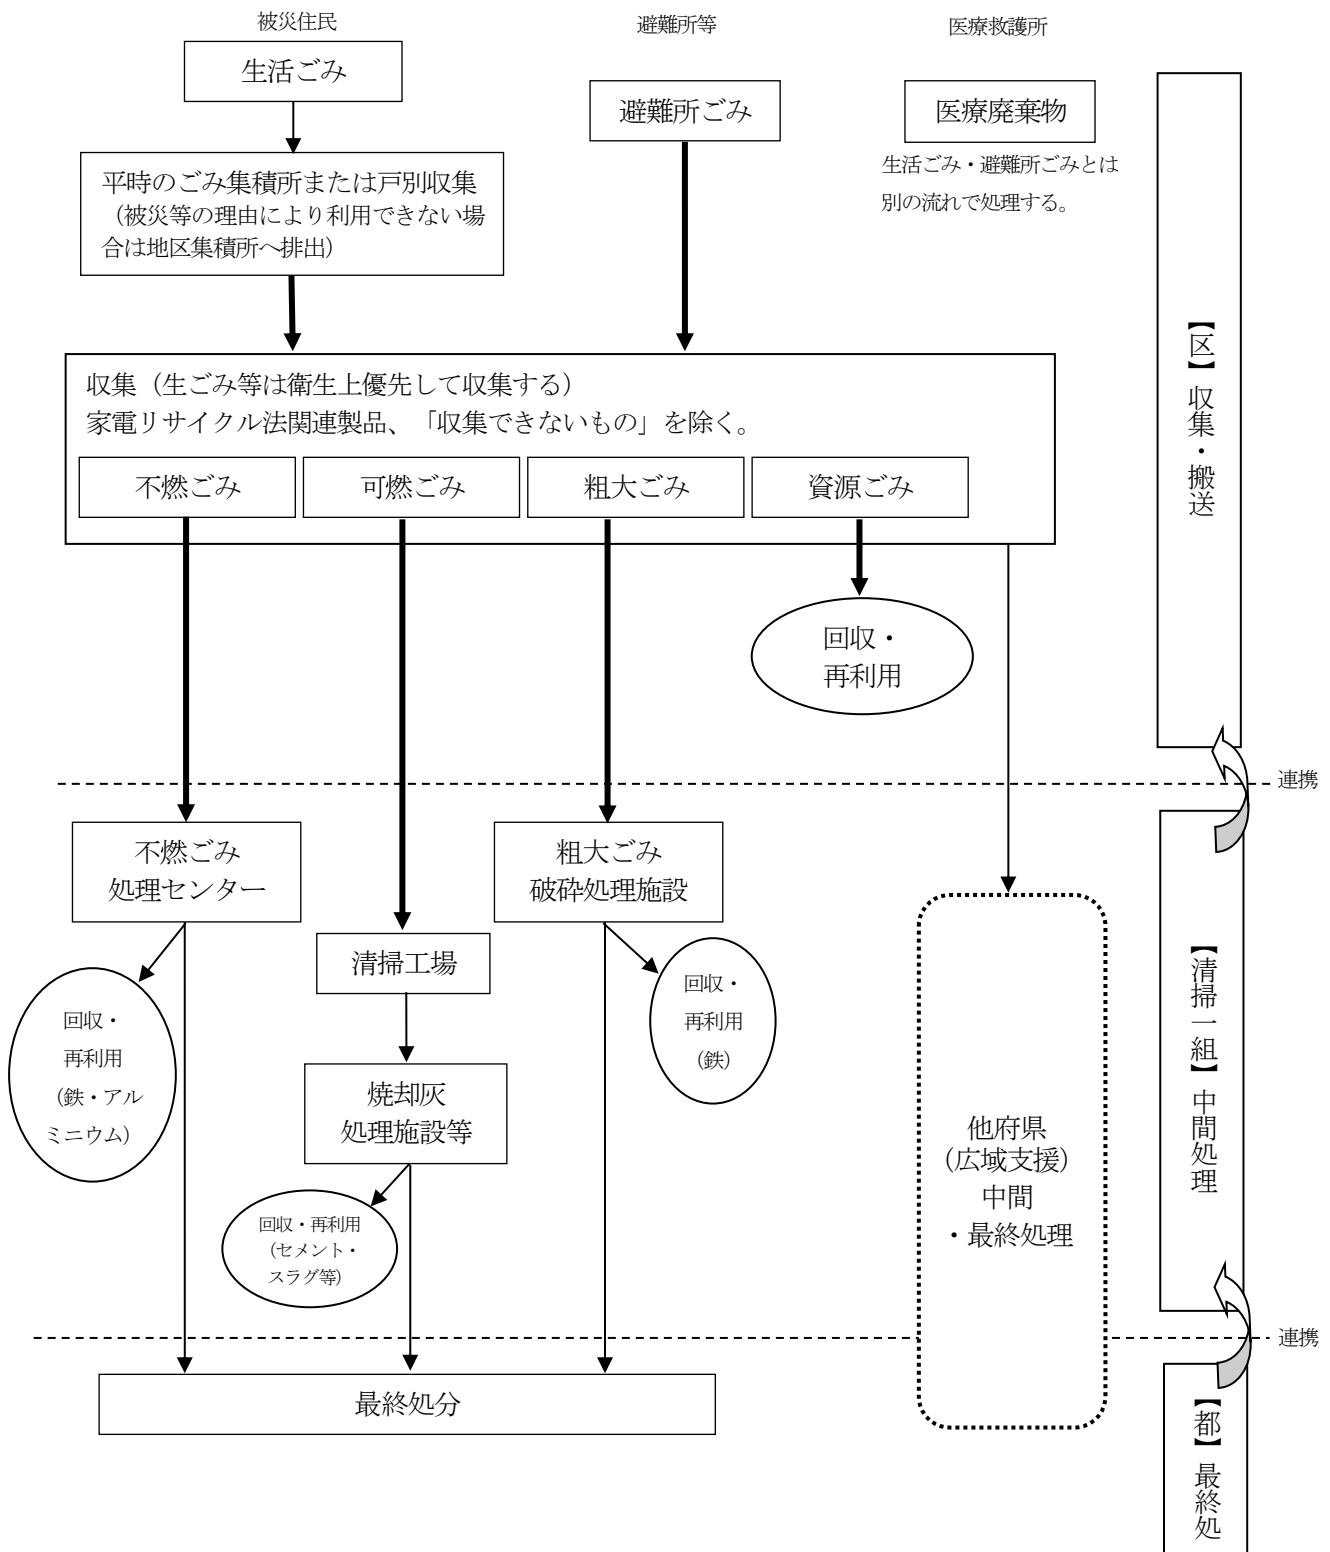 被災住民
避難所等
医療救護所
生活ごみ
避難所ごみ
医療廃棄物
生活ごみ・避難所ごみとは
別の流れで処理する。
平時のごみ集積所または戸別収集
（被災等の理由により利用できない場
合は地区集積所へ排出）
収集（生ごみ等は衛生上優先して収集する）
家電リサイクル法関連製品、「収集できないもの」を除く。
不燃ごみ
可燃ごみ
粗大ごみ
資源ごみ
回収・
再利用
【区】収集・搬送
連携
不燃ごみ
処理センター
粗大ごみ
破砕処理施設
清掃工場
回収・
再利用
（鉄・アル
ミニウム）
回収・
再利用
（鉄）
焼却灰
処理施設等
回収・再利用
（セメント・
スラグ等）
他府県
（広域支援）
中間
・最終処理
【清掃一組】中間処理
連携
最終処分
【都】最終処